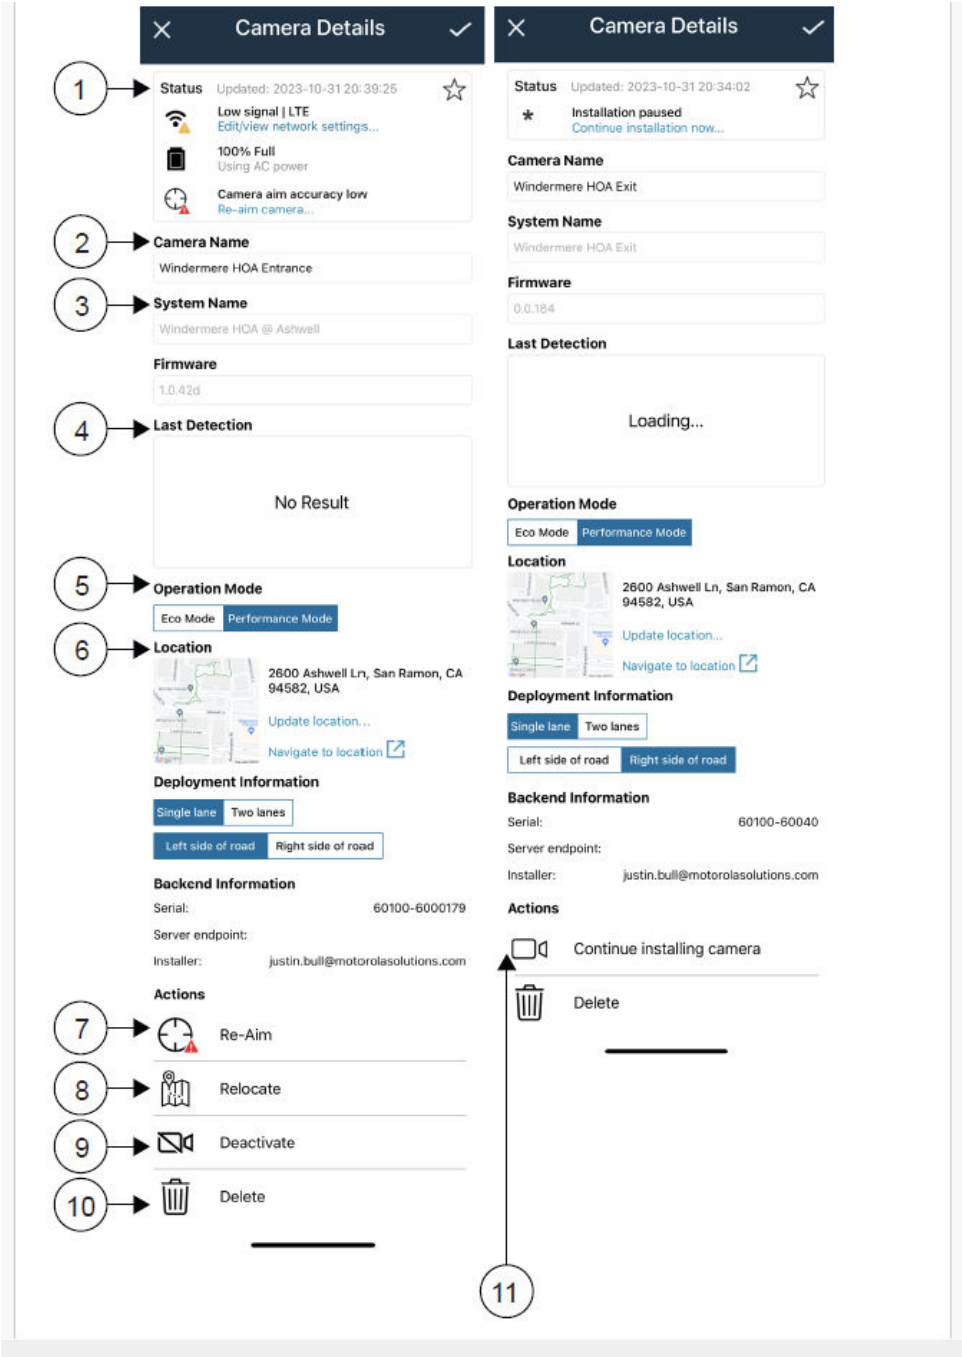 Camera Details
1
Status Updated: 2023-10-31 20:39:25
Low signal | LTE
Edit/view network settings...
100% Full
Using AC power
Camera aim accuracy low
Re-aim camera...
2
Camera Name
Windermere HOA Entrance
3
System Name
Windermere HOA @ Ashwell
Firmware
1.0.42d
4
Last Detection
No Result
5
Operation Mode
Eco Mode Performance Mode
6
Location
2600 Ashwell Ln, San Ramon, CA
94582, USA
Update location...
Navigate to location
Deployment Information
Single lane Two lanes
Left side of road Right side of road
Backend Information
Serial: 60100-6000179
Server endpoint:
Installer: justin.bull@motorolasolutions.com
Actions
7
Re-Aim
8
Relocate
9
Deactivate
10
Delete
Camera Details
Status Updated: 2023-10-31 20:34:02
* Installation paused
Continue installation now...
Camera Name
Windermere HOA Exit
System Name
Windermere HOA Exit
Firmware
0.0.184
Last Detection
Loading...
Operation Mode
Eco Mode Performance Mode
Location
2600 Ashwell Ln, San Ramon, CA
94582, USA
Update location...
Navigate to location
Deployment Information
Single lane Two lanes
Left side of road Right side of road
Backend Information
Serial: 60100-60040
Server endpoint:
Installer: justin.bull@motorolasolutions.com
Actions
Continue installing camera
Delete
11